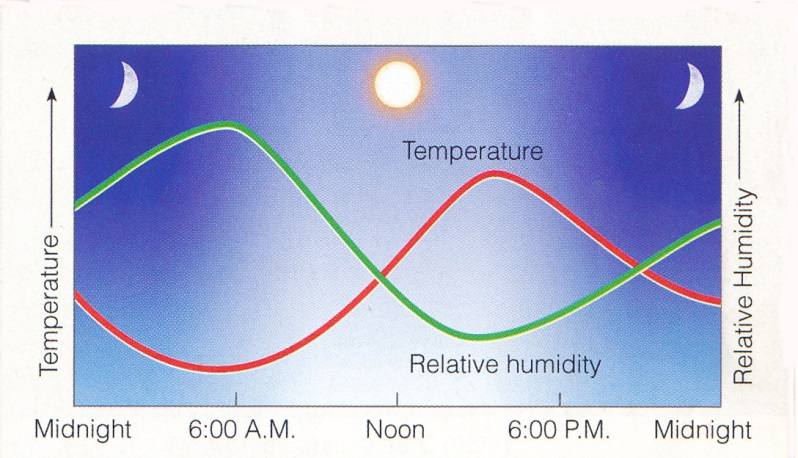 Temperature
Temperature
Relative humidity
Relative Humidity
Midnight
6:00 A.M.
Noon
6:00 P.M.
Midnight